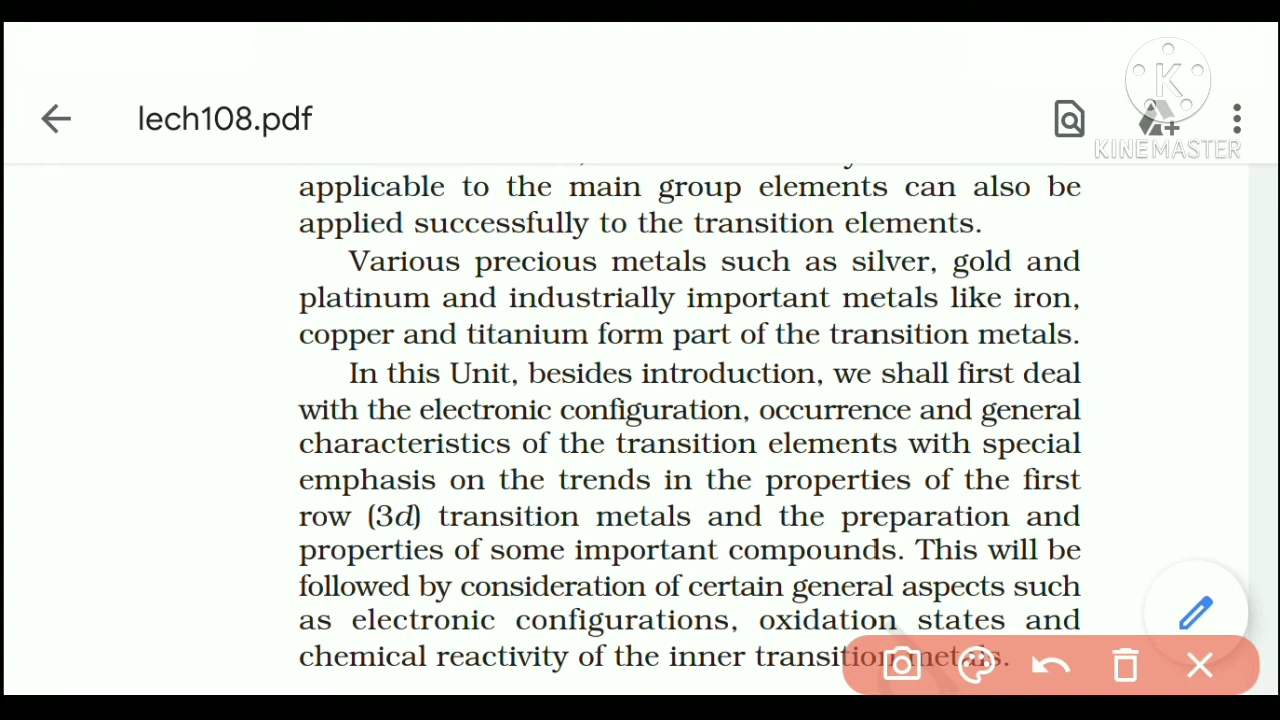 lech108.pdf
K
KINEMASTER
applicable to the main group elements can also be
applied successfully to the transition elements.
Various precious metals such as silver, gold and
platinum and industrially important metals like iron,
copper and titanium form part of the transition metals.
In this Unit, besides introduction, we shall first deal
with the electronic configuration, occurrence and general
characteristics of the transition elements with special
emphasis on the trends in the properties of the first
row (3d) transition metals and the preparation and
properties of some important compounds. This will be
followed by consideration of certain general aspects such
as electronic configurations, oxidation states and
chemical reactivity of the inner transition metals.